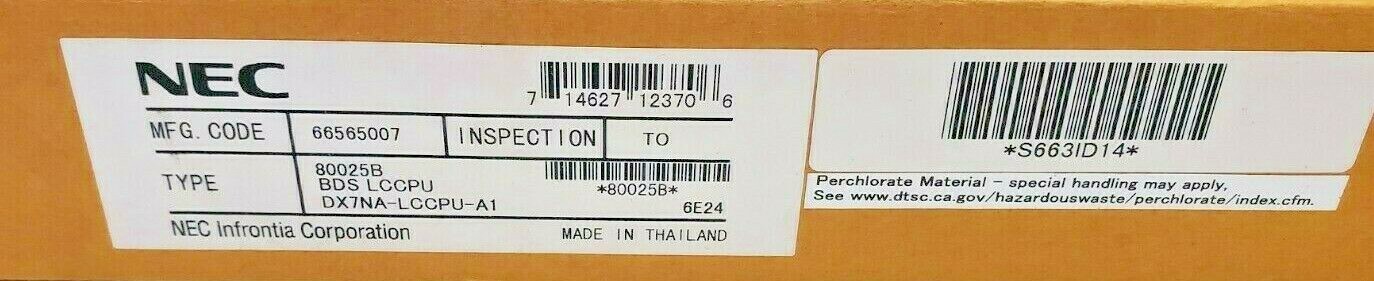 NEC
7 14627 12370 6
MFG. CODE 66565007 INSPECTION TO
TYPE
80025B
BDS LCCPU
DX7NA-LCCPU-A1
*80025B*
6E24
NEC Infrontia Corporation MADE IN THAILAND
*S663ID14*
Perchlorate Material - special handling may apply,
See www.dtsc.ca.gov/hazardouswaste/perchlorate/index.cfm.